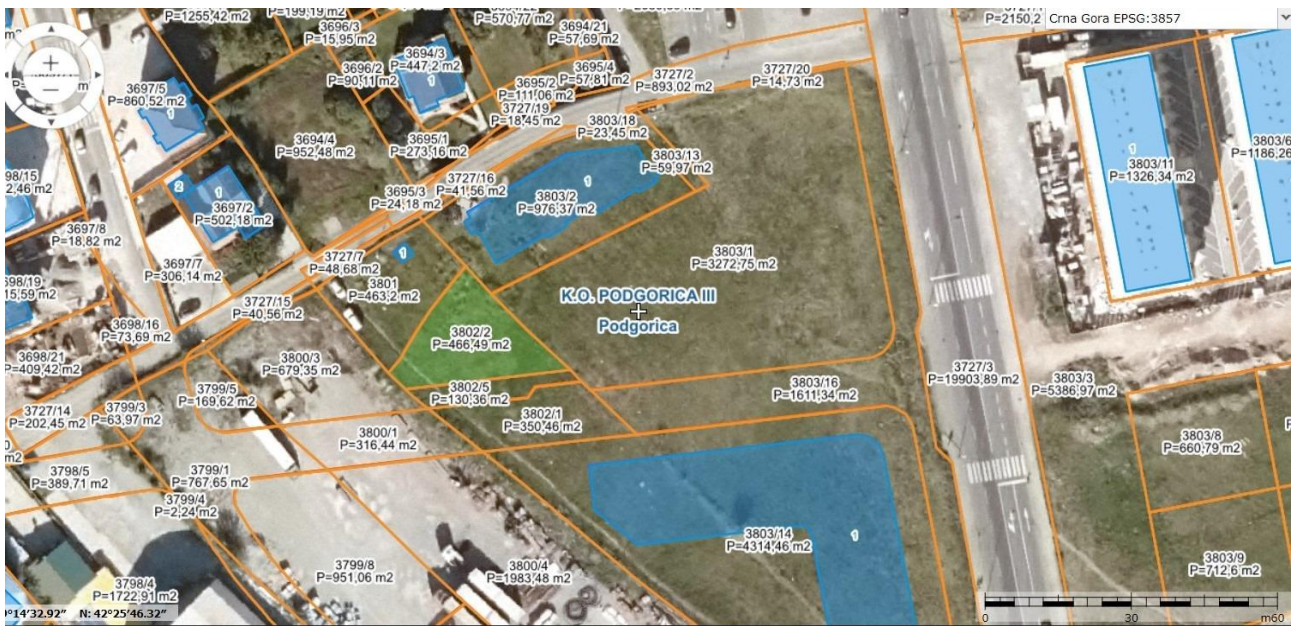 P=1255,42 m2
P=199,19 m2
P=570,77 m2
3694/21
P=57,69 m2
P=2150,2
Crna Gora EPSG:3857
3696/3
P=15,95 m2
3694/3
P=447,2 m2
1
3696/2
P=90,11 m2
3695/4
P=57,81 m2
3695/2
P=111,06 m2
3727/2
P=893,02 m2
3727/20
P=14,73 m2
3697/5
P=860,52 m2
1
3727/19
P=18,45 m2
3803/18
P=23,45 m2
3694/4
P=952,48 m2
3695/1
P=273,16 m2
3803/13
P=59,97 m2
3803/11
P=1326,34 m2
1
3803/6
P=1186,26
98/15
2,46 m2
2
1
3697/2
P=502,18 m2
3695/3
P=24,18 m2
3727/16
P=41,56 m2
1
3803/2
P=976,37 m2
3697/8
P=18,82 m2
3697/7
P=306,14 m2
3727/7
P=48,68 m2
1
3803/1
P=3272,75 m2
698/19
15,59 m2
3801
P=463,2 m2
K.O. PODGORICA III
Podgorica
3727/15
P=40,56 m2
3698/16
P=73,69 m2
3802/2
P=466,49 m2
3698/21
P=409,42 m2
3800/3
P=679,35 m2
3727/3
P=19903,89 m2
3803/3
P=5386,97 m2
3799/5
P=169,62 m2
3802/5
P=130,36 m2
3803/16
P=1611,34 m2
3727/14
P=202,45 m2
3799/3
P=63,97 m2
3802/1
P=350,46 m2
3800/1
P=316,44 m2
3803/8
P=660,79 m2
3798/5
P=389,71 m2
3799/1
P=767,65 m2
3799/4
P=2,24 m2
3803/14
P=4314,46 m2
1
3799/8
P=951,06 m2
3800/4
P=1983,48 m2
3803/9
P=712,6 m2
3798/4
P=1722,91 m2
9°14'32.92" N: 42°25'46.32"
0 30 m60